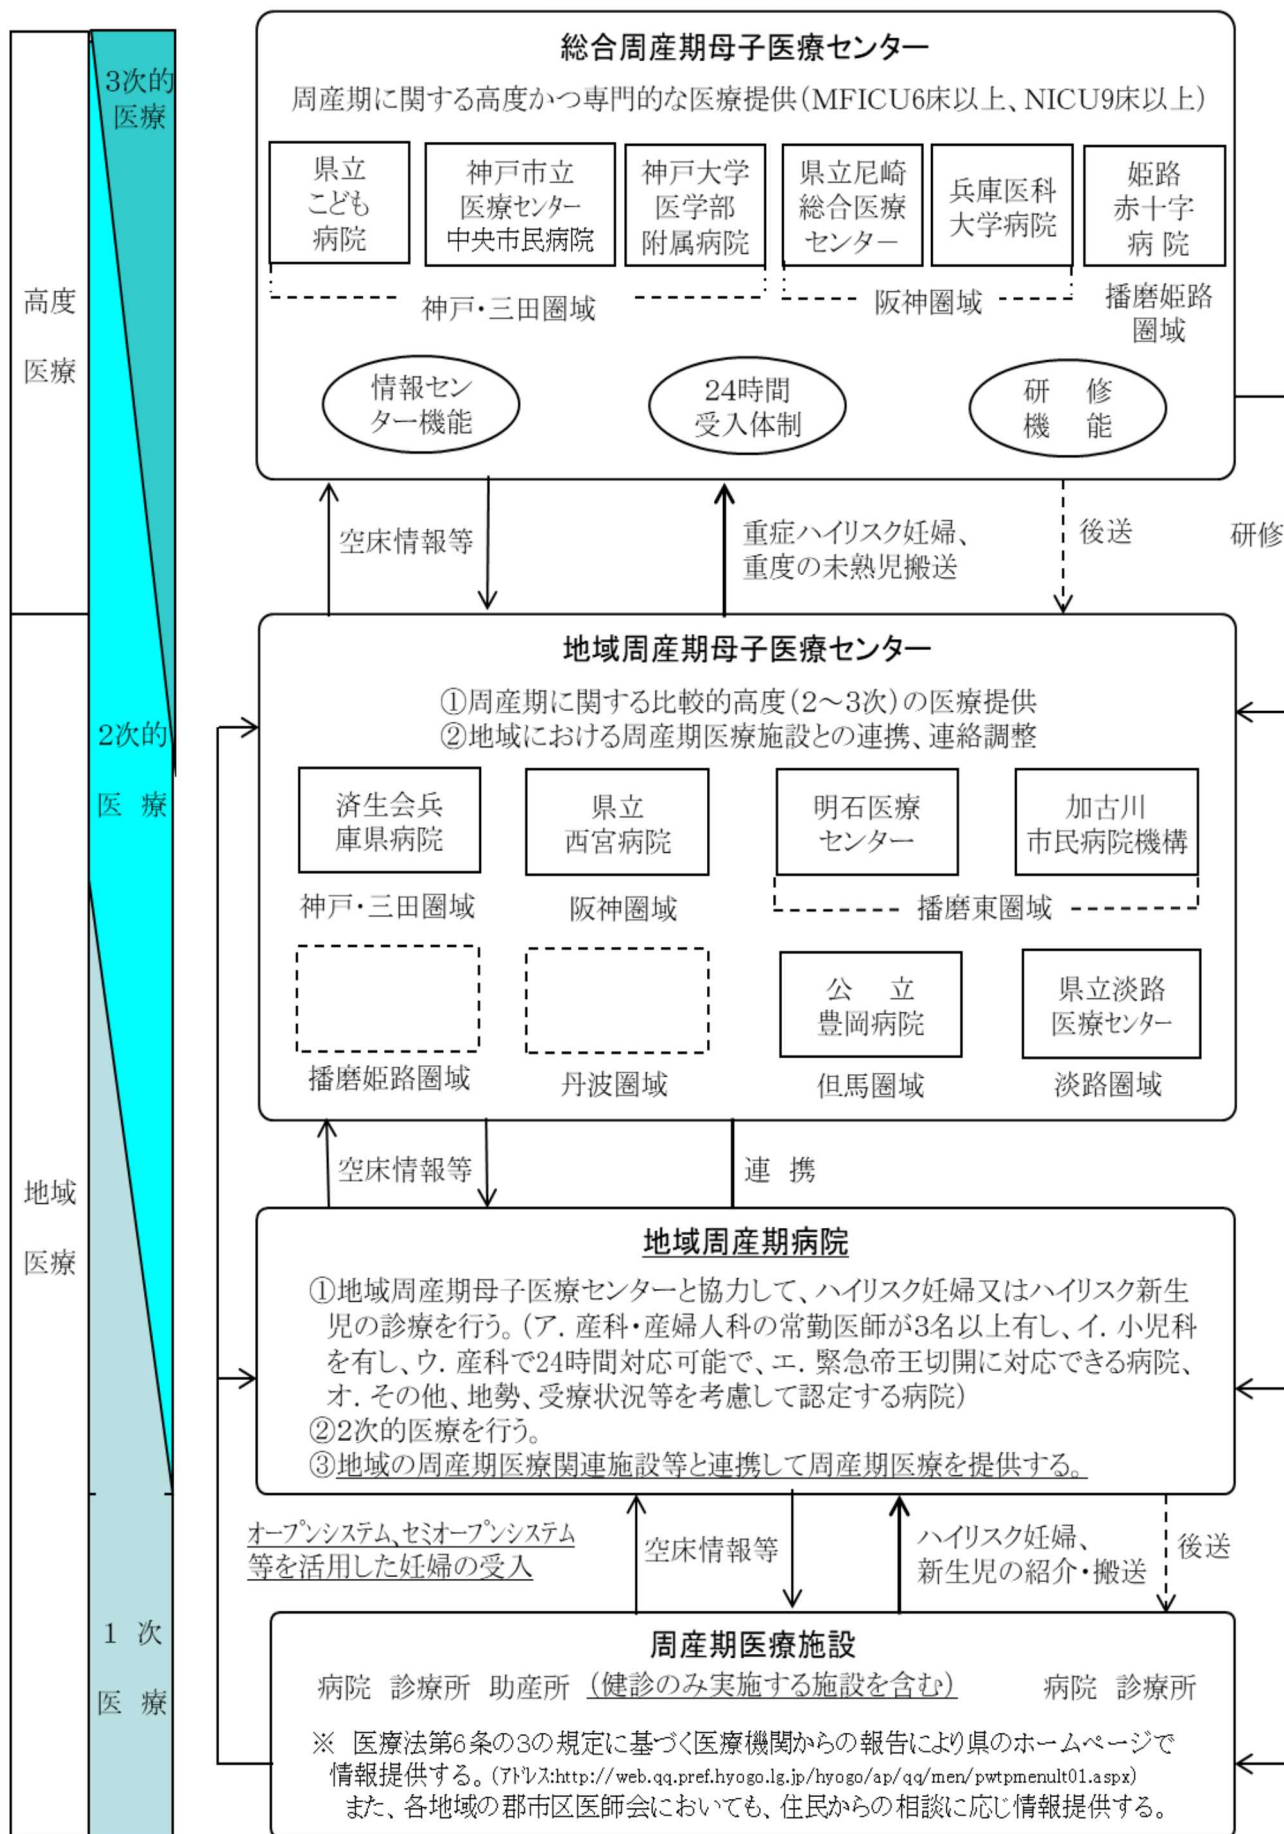 総合周産期母子医療センター
周産期に関する高度かつ専門的な医療提供（MFICU6床以上、NICU9床以上）
県立
こども
病院
神戸市立
医療センター
中央市民病院
神戸大学
医学部
附属病院
県立尼崎
総合医療
センター
兵庫医科
大学病院
姫路
赤十字
病 院
神戸・三田圏域
阪神圏域
播磨姫路
圏域
情報セン
ター機能
24時間
受入体制
研　修
機　能
3次的
医療
高度
医療
空床情報等
重症ハイリスク妊婦、
重度の未熟児搬送
後送
研修
地域周産期母子医療センター
①周産期に関する比較的高度（2～3次）の医療提供
②地域における周産期医療施設との連携、連絡調整
2次的
医 療
済生会兵
庫県病院
県立
西宮病院
明石医療
センター
加古川
市民病院機構
神戸・三田圏域
阪神圏域
播磨東圏域
公　立
豊岡病院
県立淡路
医療センター
播磨姫路圏域
丹波圏域
但馬圏域
淡路圏域
空床情報等
連 携
地域
医療
地域周産期病院
①地域周産期母子医療センターと協力して、ハイリスク妊婦又はハイリスク新生
児の診療を行う。（ア．産科・産婦人科の常勤医師が3名以上有し、イ．小児科
を有し、ウ．産科で24時間対応可能で、エ．緊急帝王切開に対応できる病院、
オ．その他、地勢、受療状況等を考慮して認定する病院）
②2次的医療を行う。
③地域の周産期医療関連施設等と連携して周産期医療を提供する。
オープンシステム、セミオープンシステム
等を活用した妊婦の受入
空床情報等
ハイリスク妊婦、
新生児の紹介・搬送
後送
1 次
医 療
周産期医療施設
病院 診療所 助産所 （健診のみ実施する施設を含む）　病院 診療所
※　医療法第6条の3の規定に基づく医療機関からの報告により県のホームページで
情報提供する。（アドレス:http://web.qq.pref.hyogo.lg.jp/hyogo/ap/qq/men/pwtpmenult01.aspx）
また、各地域の郡市区医師会においても、住民からの相談に応じ情報提供する。